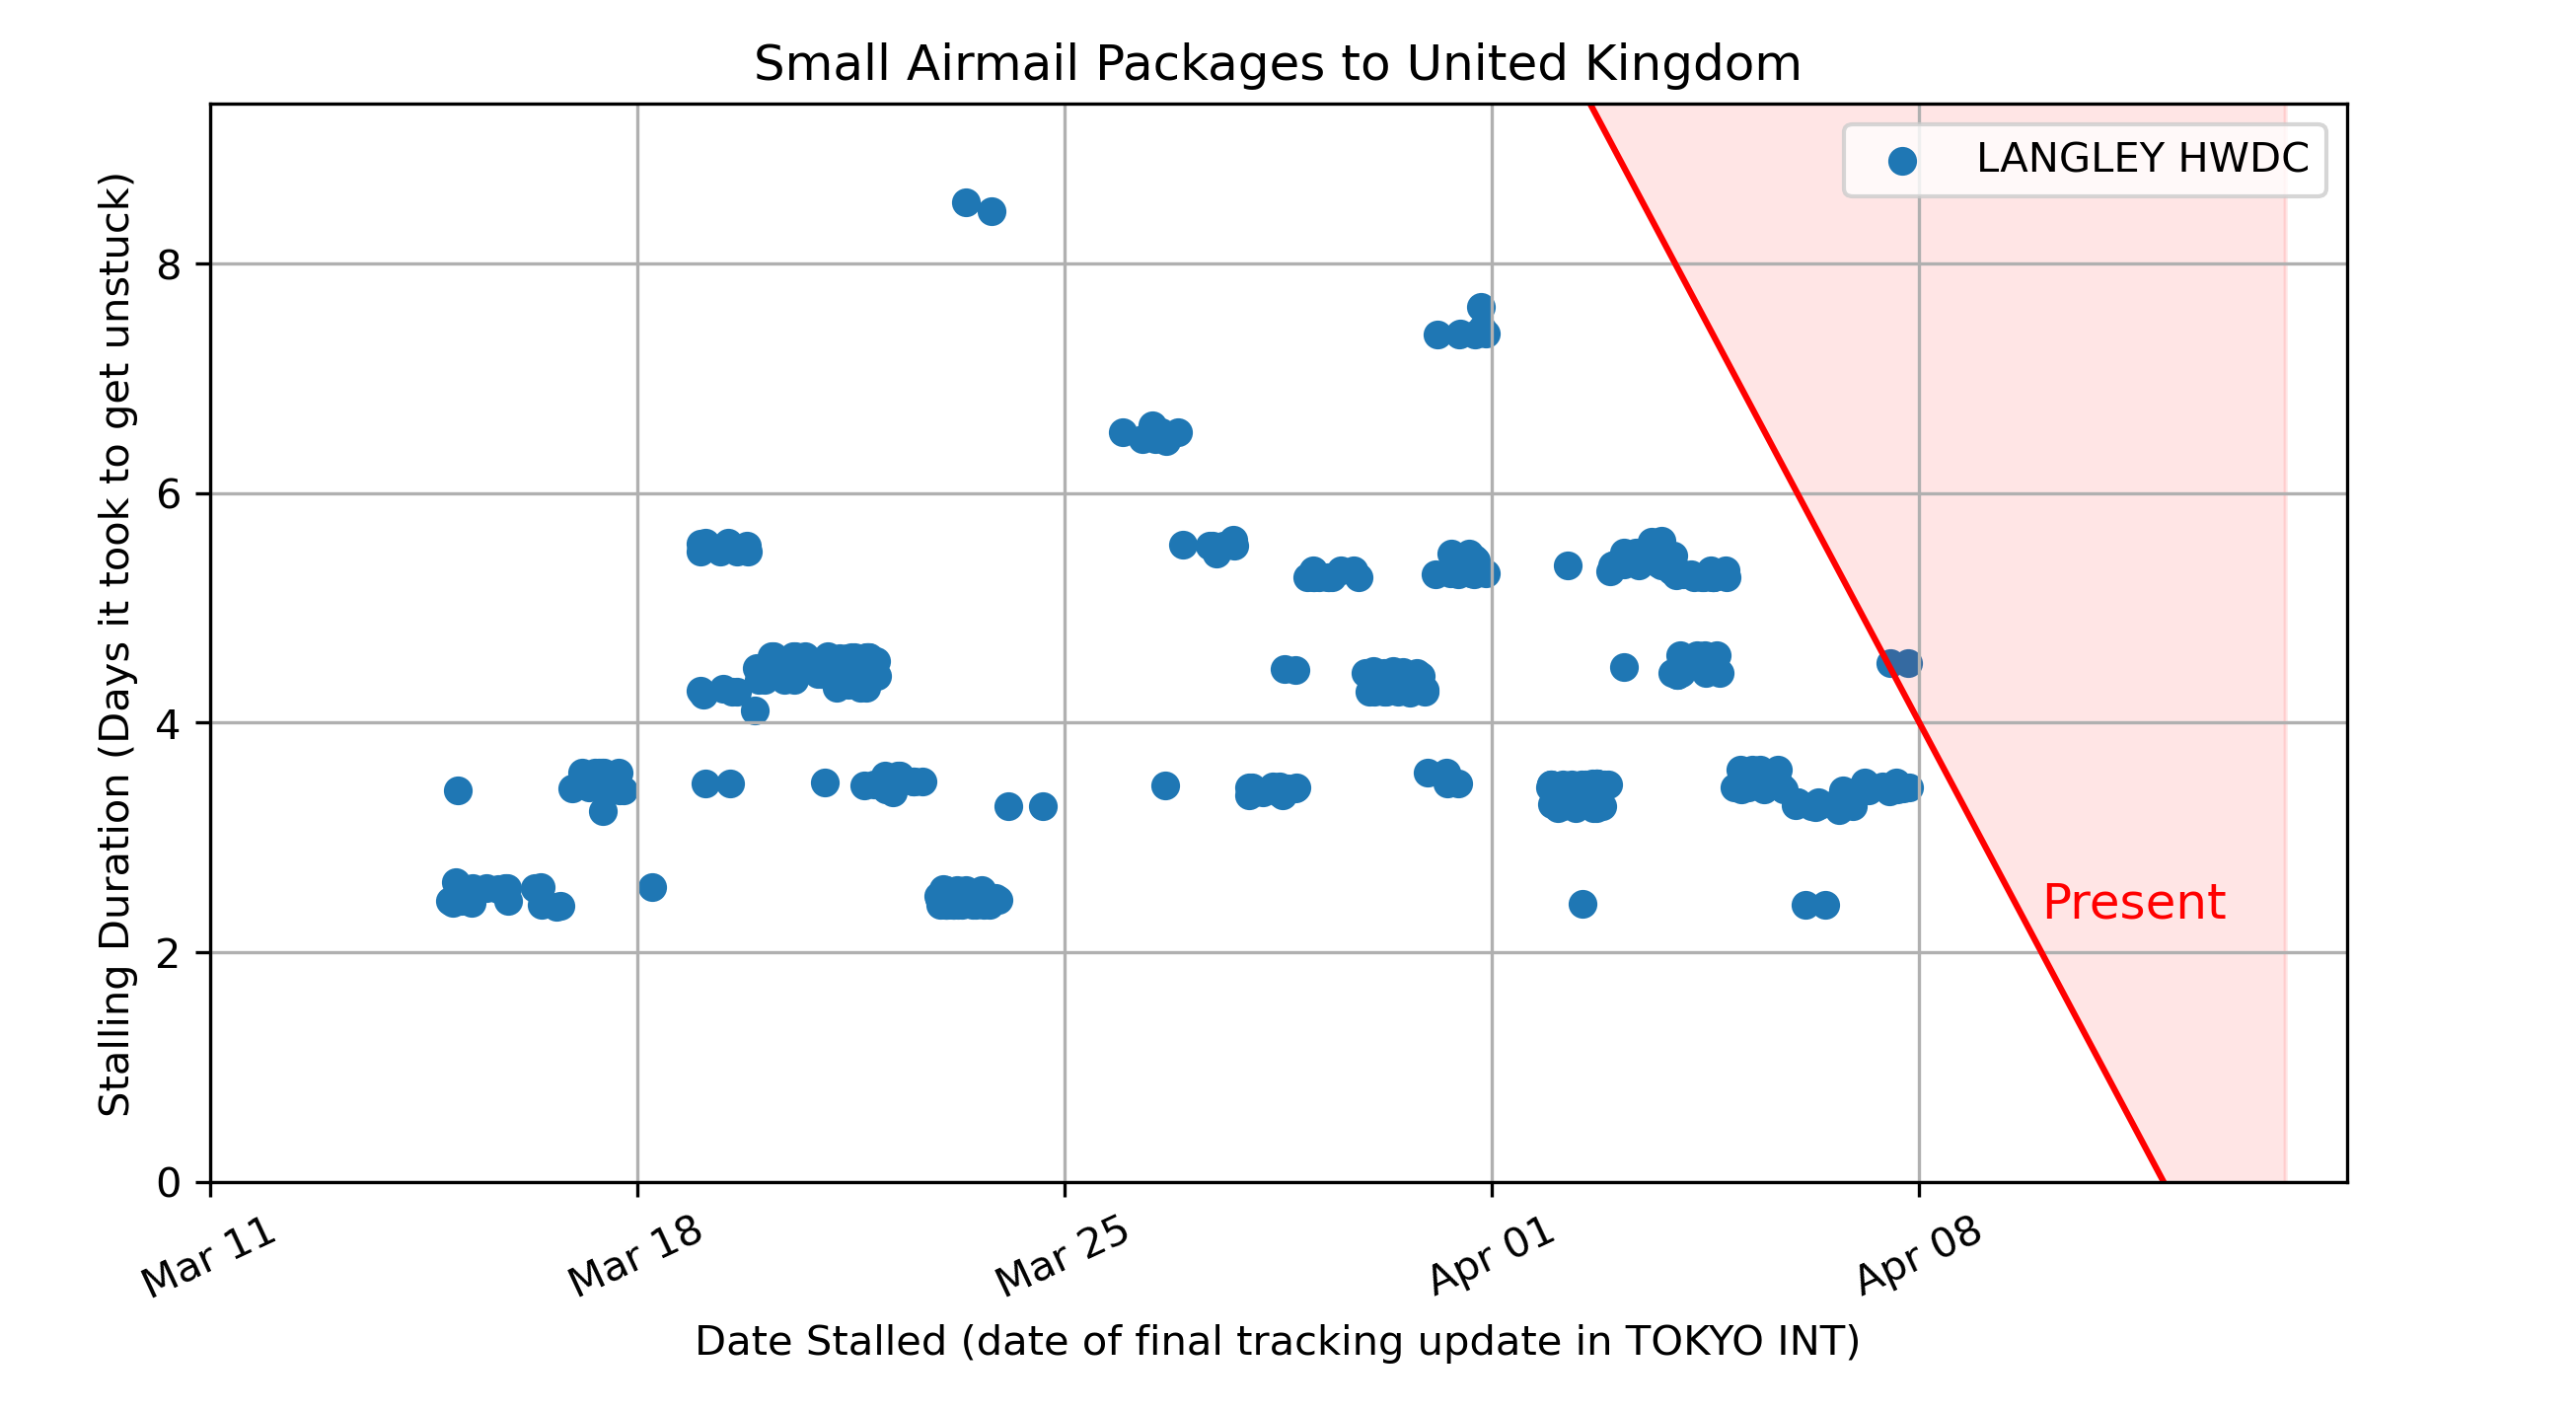 Small Airmail Packages to United Kingdom
LANGLEY HWDC
Stalling Duration (Days it took to get unstuck)
8
6
4
2
0
Present
Mar 11
Mar 18
Mar 25
Apr 01
Apr 08
Date Stalled (date of final tracking update in TOKYO INT)